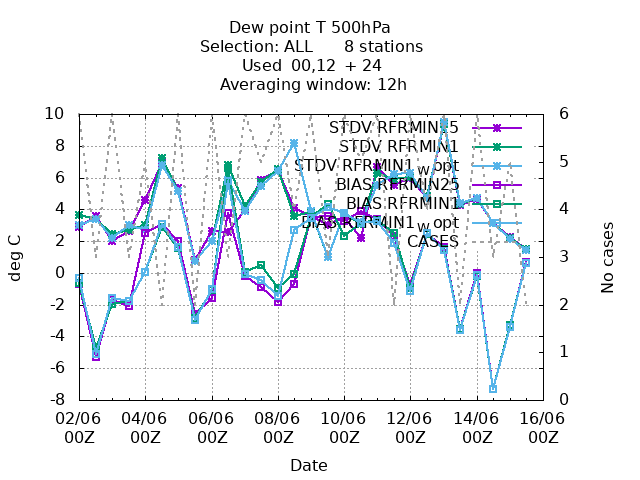 Dew point T 500hPa
Selection: ALL 8 stations
Used 00,12 + 24
Averaging window: 12h
STDV RFRMIN25
STDV RFRMIN1
STDV RFRMIN1_w_opt
BIAS RFRMIN25
BIAS RFRMIN1
BIAS RFRMIN1_w_opt
CASES
10
8
6
4
2
0
-2
-4
-6
-8
deg C
6
5
4
3
2
1
0
No cases
02/06 04/06 06/06 08/06 10/06 12/06 14/06 16/06
00Z 00Z 00Z 00Z 00Z 00Z 00Z 00Z
Date